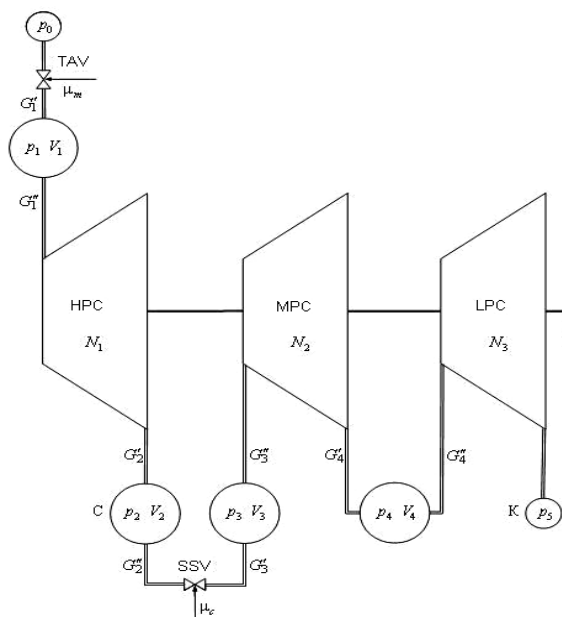 p₀
TAV
μₘ
G₁′
p₁ V₁
G₁″
HPC
N₁
MPC
N₂
LPC
N₃
G₂′
G₃″
G₄′
G₄″
C
p₂ V₂
p₃ V₃
p₄ V₄
K
p₅
G₂″
SSV
G₃′
μ_c